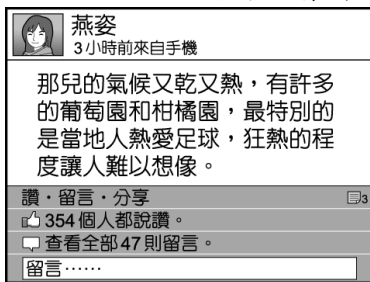 燕姿
3小時前來自手機
那兒的氣候又乾又熱，有許多
的葡萄園和柑橘園，最特別的
是當地人熱愛足球，狂熱的程
度讓人難以想像。
讚・留言・分享 3
354個人都說讚。
查看全部47則留言。
留言……